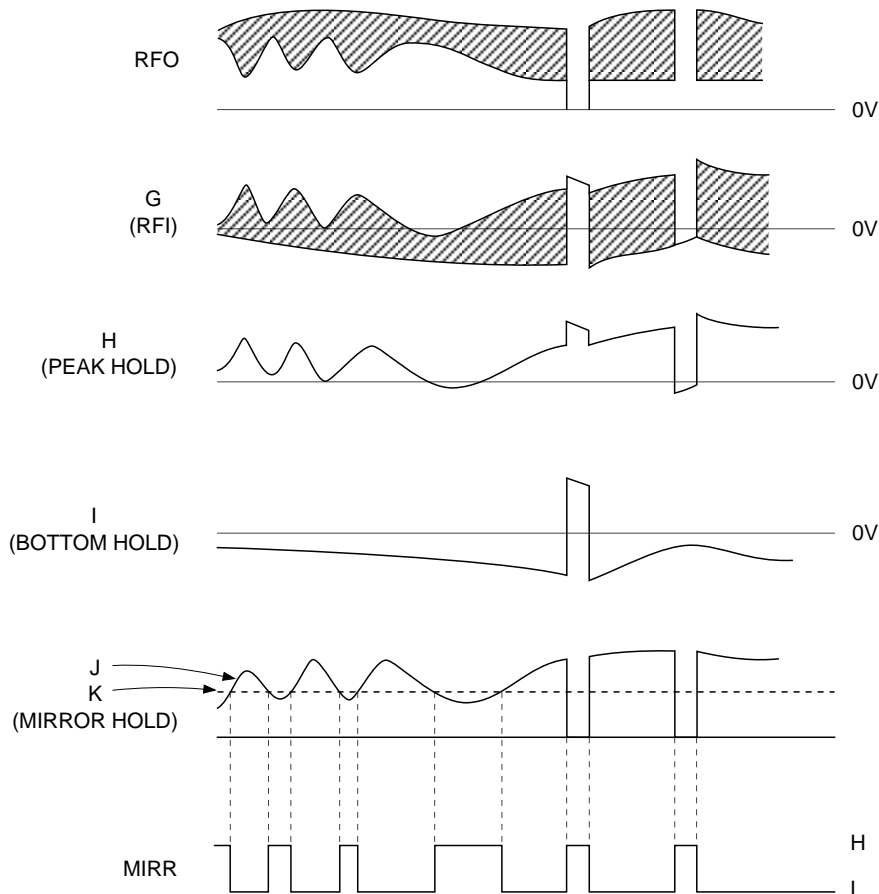 RFO
0V
G
(RFI)
0V
H
(PEAK HOLD)
0V
I
(BOTTOM HOLD)
0V
J
K
(MIRROR HOLD)
H
MIRR
L